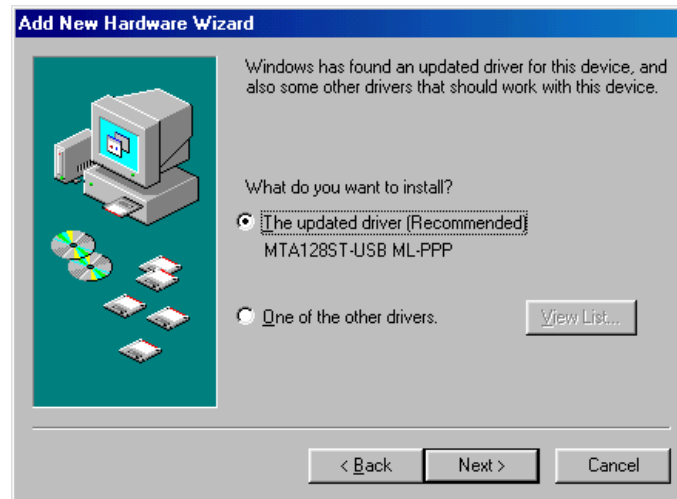 Add New Hardware Wizard
Windows has found an updated driver for this device, and
also some other drivers that should work with this device.
What do you want to install?
The updated driver (Recommended)
MTA128ST-USB ML-PPP
One of the other drivers.
View List...
< Back
Next >
Cancel